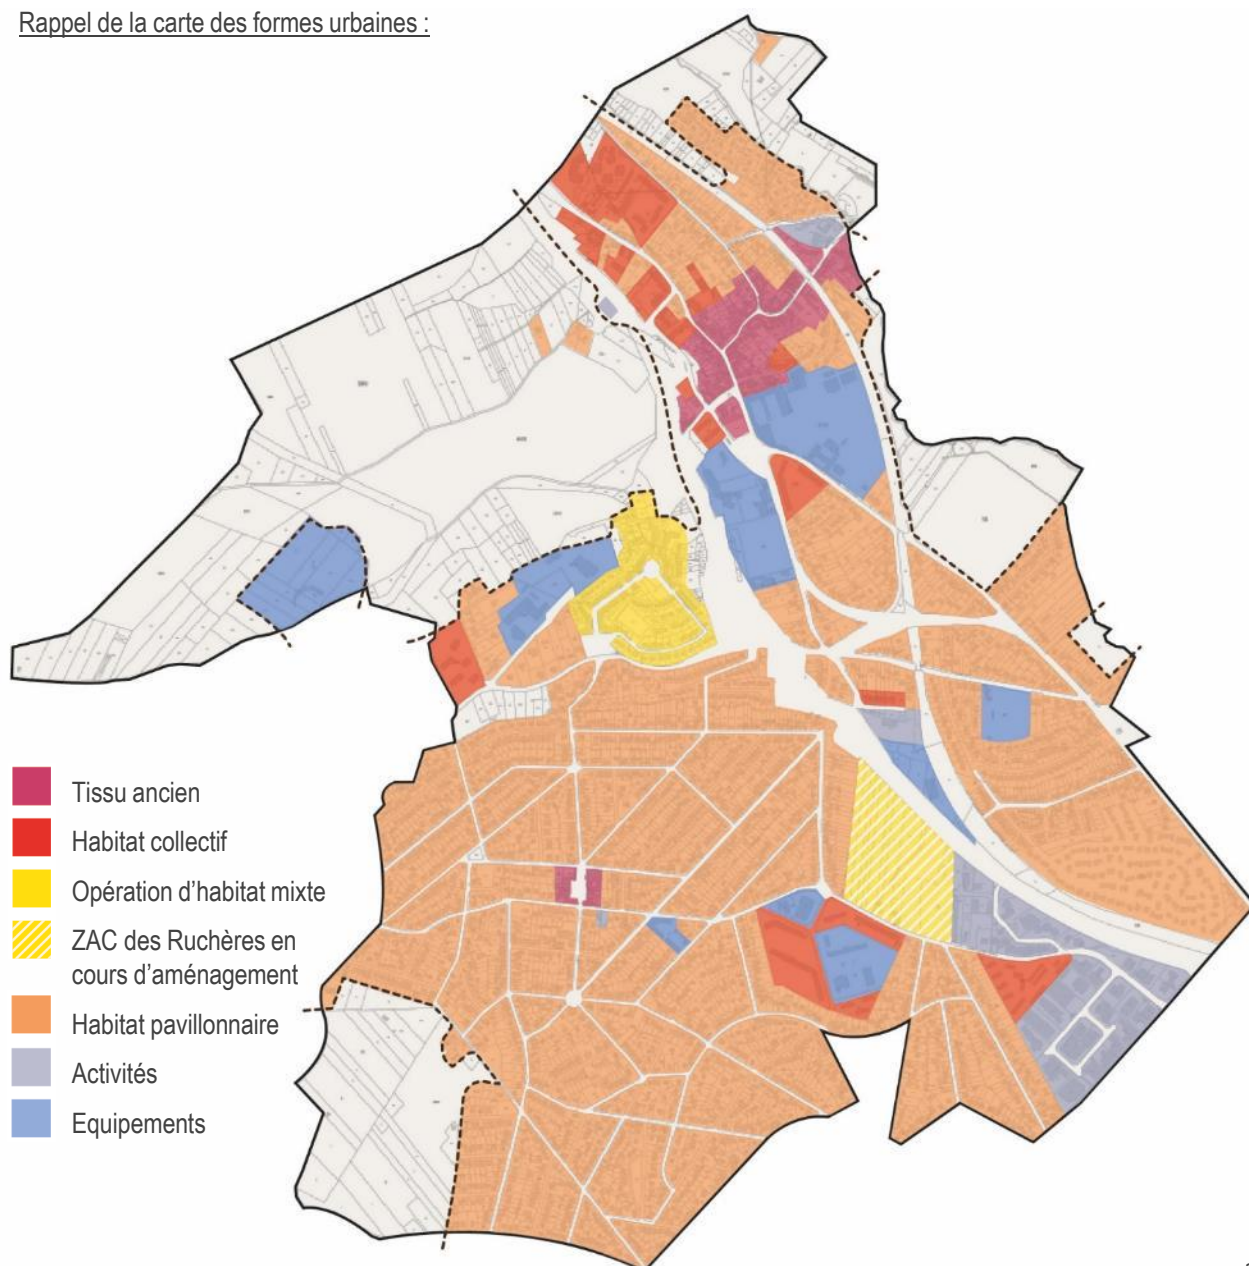 Rappel de la carte des formes urbaines :
Tissu ancien
Habitat collectif
Opération d'habitat mixte
ZAC des Ruchères en
cours d'aménagement
Habitat pavillonnaire
Activités
Equipements